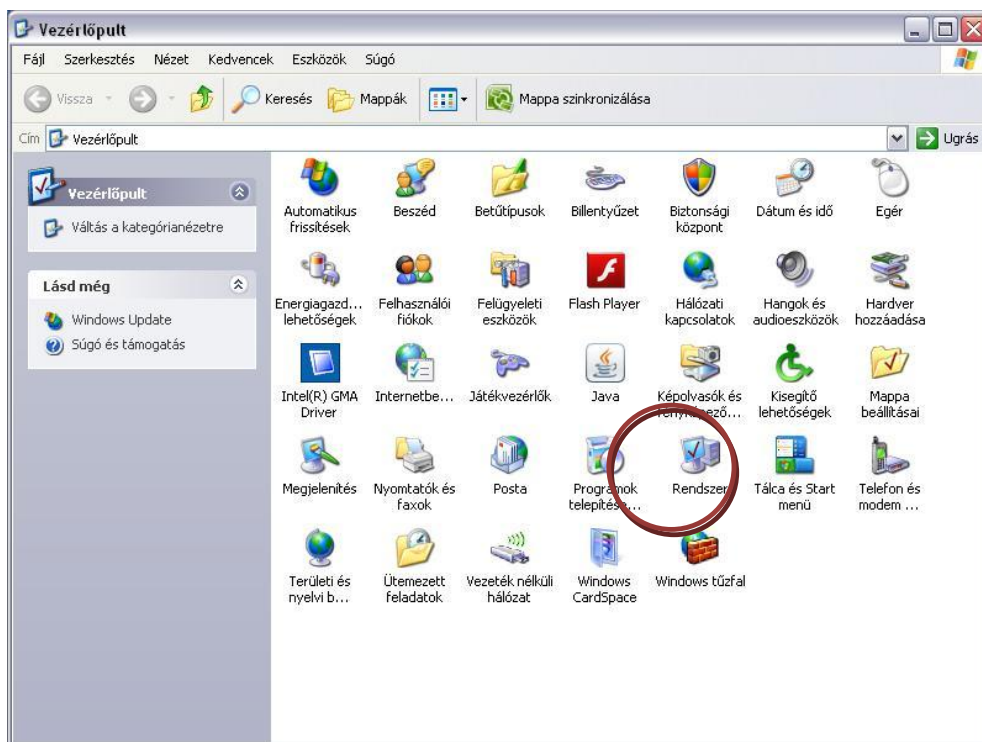 Vezérlőpult
Fájl Szerkesztés Nézet Kedvencek Eszközök Súgó
Vissza Keresés Mappák Mappa szinkronizálása
Cím Vezérlőpult Ugrás
Vezérlőpult
Váltás a kategórianézetre
Lásd még
Windows Update
Súgó és támogatás
Automatikus
frissítések
Beszéd
Betűtípusok
Billentyűzet
Biztonsági
központ
Dátum és idő
Egér
Energiagazd...
lehetőségek
Felhasználói
fiókok
Felügyeleti
eszközök
Flash Player
Hálózati
kapcsolatok
Hangok és
audioeszközök
Hardver
hozzáadása
Intel(R) GMA
Driver
Internetbe...
Játékvezérlők
Java
Képolvasók és
fényképező...
Kisegítő
lehetőségek
Mappa
beállításai
Megjelenítés
Nyomtatók és
faxok
Posta
Programok
telepítése...
Rendszer
Tálca és Start
menü
Telefon és
modem ...
Területi és
nyelvi b...
Ütemezett
feladatok
Vezeték nélküli
hálózat
Windows
CardSpace
Windows tűzfal